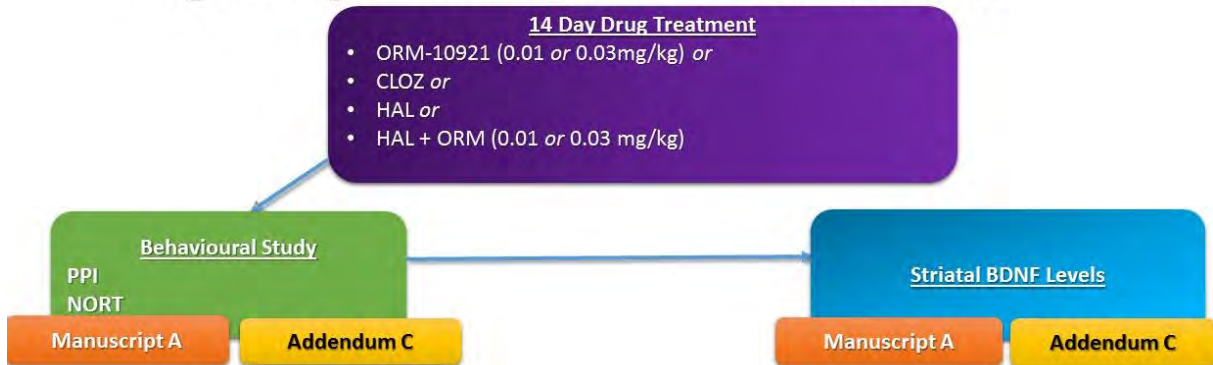 14 Day Drug Treatment
• ORM-10921 (0.01 or 0.03mg/kg) or
• CLOZ or
• HAL or
• HAL + ORM (0.01 or 0.03 mg/kg)
Behavioural Study
PPI
NORT
Manuscript A
Addendum C
Striatal BDNF Levels
Manuscript A
Addendum C